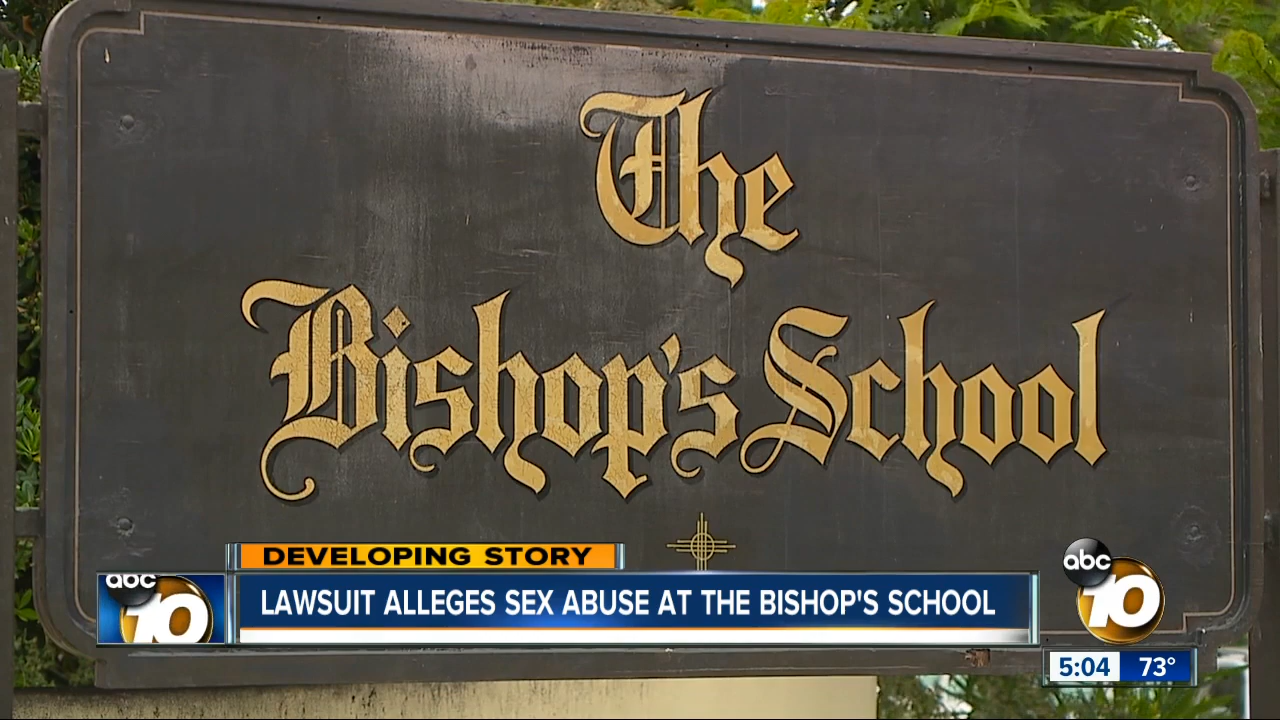 The
Bishop's School
DEVELOPING STORY
LAWSUIT ALLEGES SEX ABUSE AT THE BISHOP'S SCHOOL
abc
10
abc
10
5:04 73°